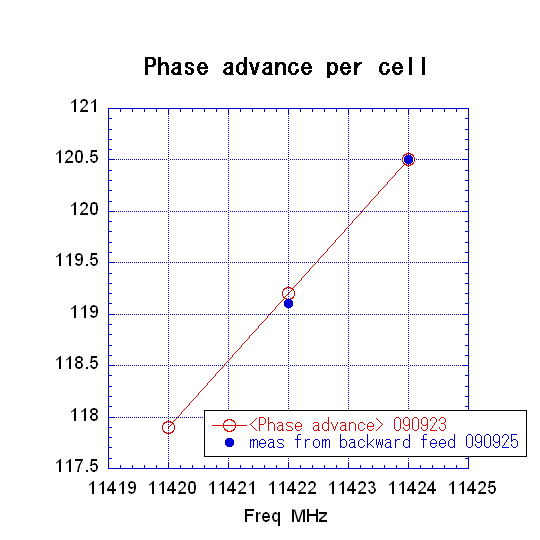 Phase advance per cell
121
120.5
120
119.5
119
118.5
118
117.5
<Phase advance> 090923
meas from backward feed 090925
11419 11420 11421 11422 11423 11424 11425
Freq MHz